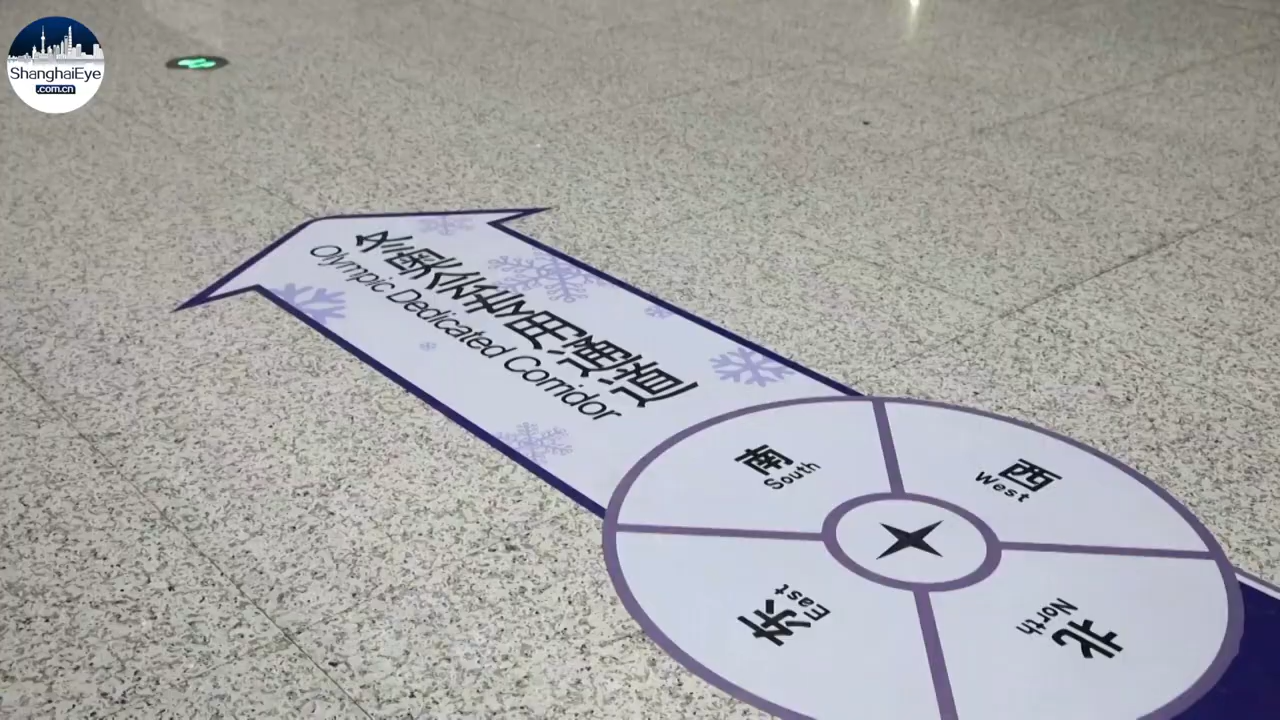 ShanghaiEye
.com.cn
冬奥会专用通道
Olympic Dedicated Corridor
南
South
西
West
东
East
北
North